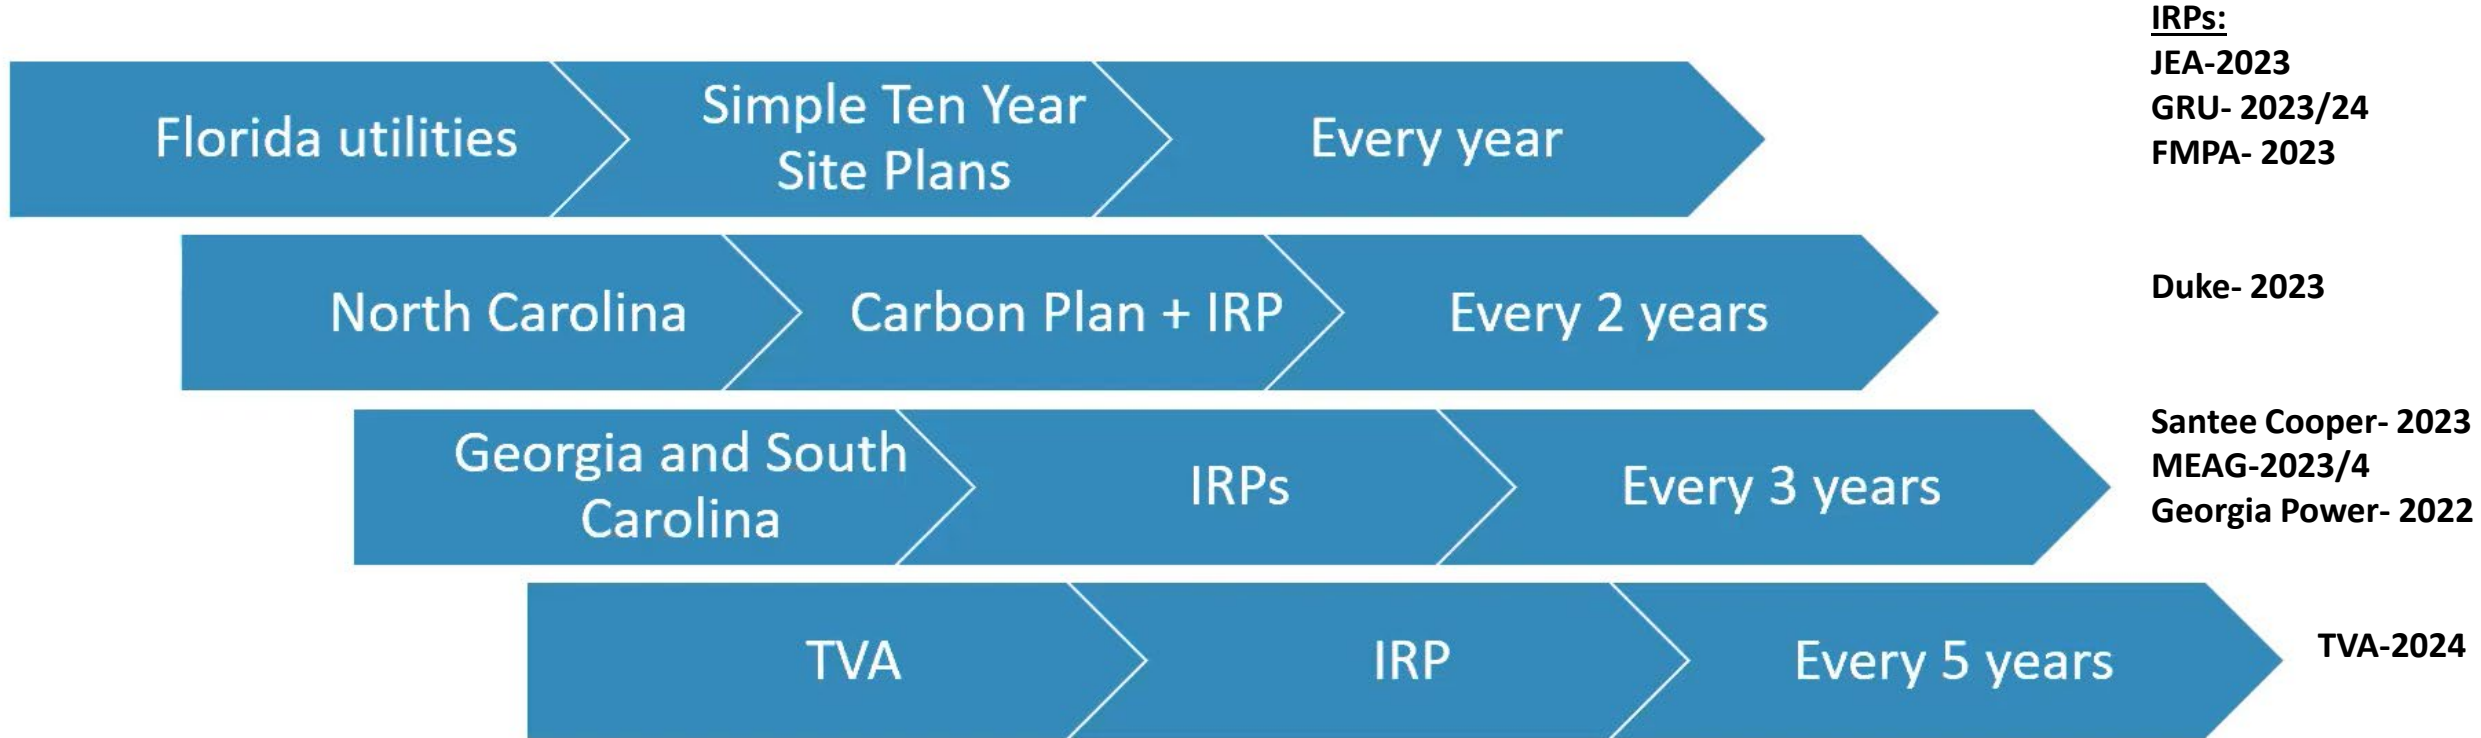 IRPs:
JEA-2023
GRU- 2023/24
FMPA- 2023
Florida utilities
Simple Ten Year
Site Plans
Every year
North Carolina
Carbon Plan + IRP
Every 2 years
Duke- 2023
Georgia and South
Carolina
IRPs
Every 3 years
Santee Cooper- 2023
MEAG-2023/4
Georgia Power- 2022
TVA
IRP
Every 5 years
TVA-2024